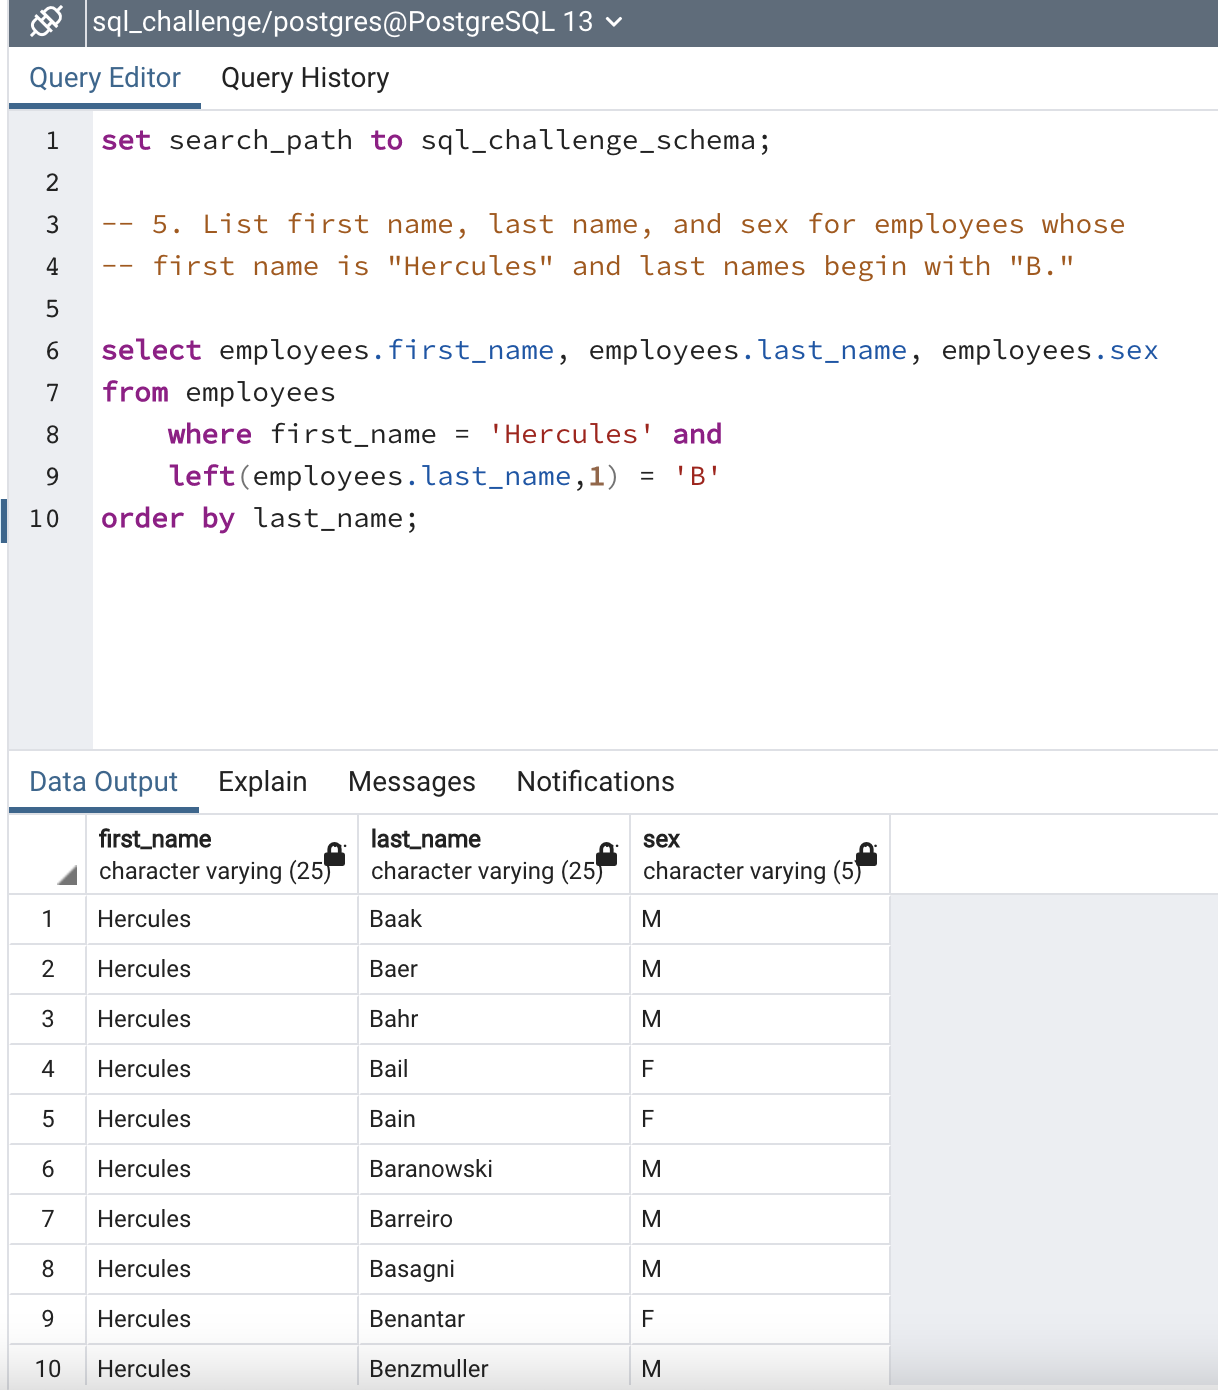 sql_challenge/postgres@PostgreSQL 13
Query Editor Query History
1 set search_path to sql_challenge_schema;
2
3 -- 5. List first name, last name, and sex for employees whose
4 -- first name is "Hercules" and last names begin with "B."
5
6 select employees.first_name, employees.last_name, employees.sex
7 from employees
8 where first_name = 'Hercules' and
9 left(employees.last_name,1) = 'B'
10 order by last_name;
Data Output Explain Messages Notifications
first_name last_name sex
character varying (25) character varying (25) character varying (5)
1 Hercules Baak M
2 Hercules Baer M
3 Hercules Bahr M
4 Hercules Bail F
5 Hercules Bain F
6 Hercules Baranowski M
7 Hercules Barreiro M
8 Hercules Basagni M
9 Hercules Benantar F
10 Hercules Benzmuller M